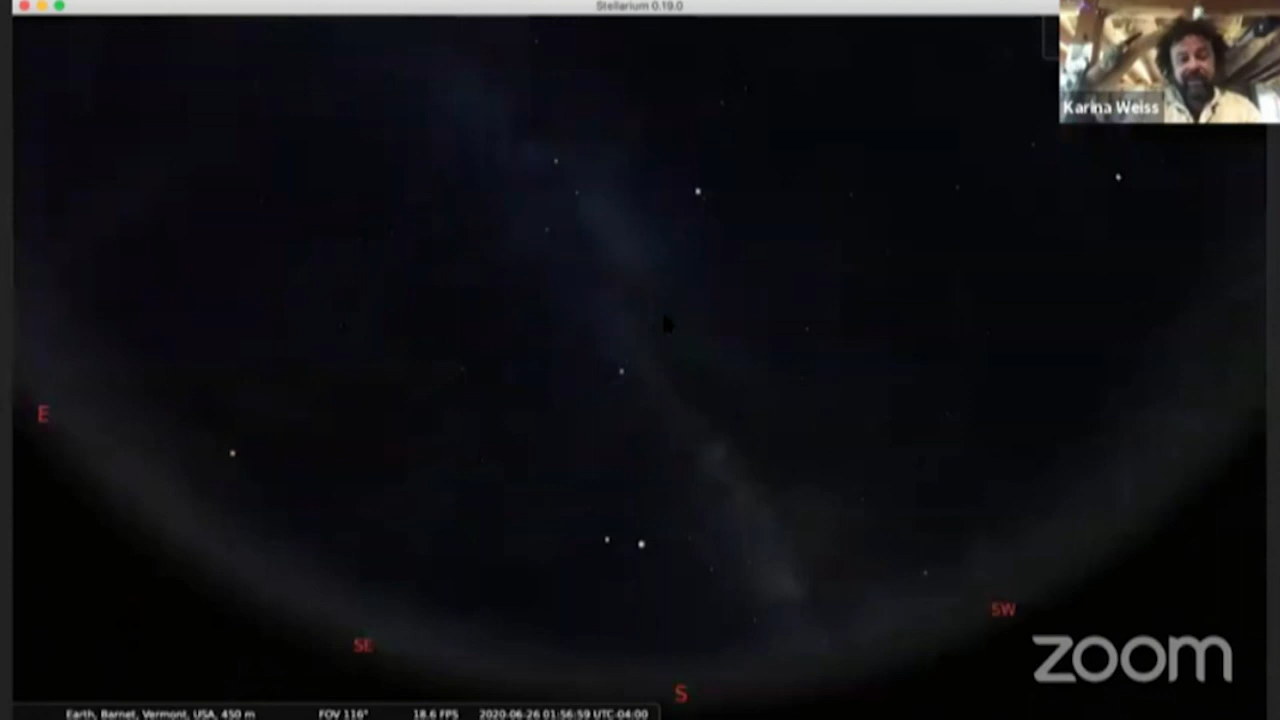 Stellarium 0.19.0
Karina Weiss
E
SE
S
SW
zoom
Earth, Barnet, Vermont, USA, 450 m FOV 116° 18.6 FPS 2020-06-26 01:56:59 UTC-04:00